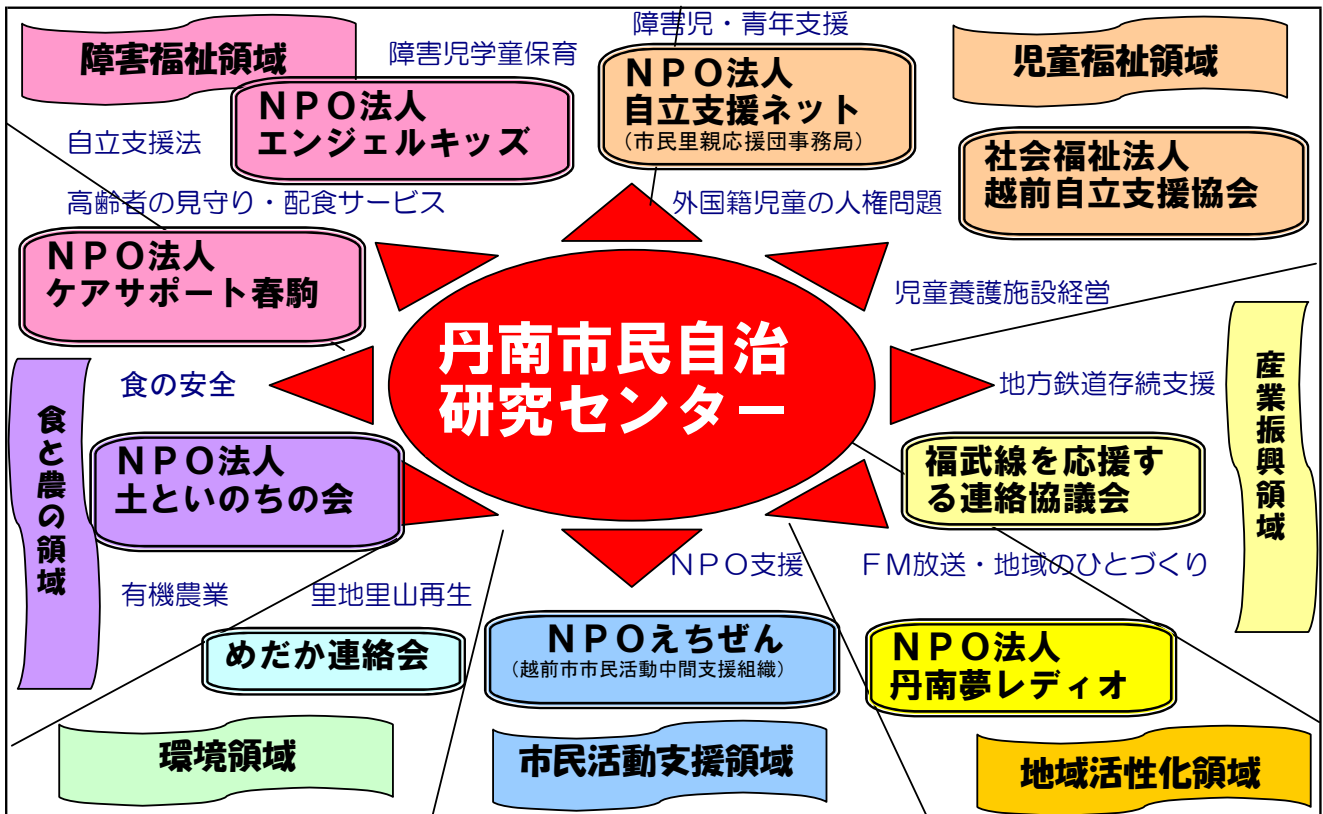 障害児・青年支援
障害福祉領域
障害児学童保育
児童福祉領域
ＮＰＯ法人
エンジェルキッズ
ＮＰＯ法人
自立支援ネット
（市民里親応援団事務局）
自立支援法
社会福祉法人
越前自立支援協会
高齢者の見守り・配食サービス
外国籍児童の人権問題
ＮＰＯ法人
ケアサポート春駒
児童養護施設経営
丹南市民自治
研究センター
食の安全
地方鉄道存続支援
産業振興領域
食と農の領域
ＮＰＯ法人
土といのちの会
福武線を応援す
る連絡協議会
ＮＰＯ支援
ＦＭ放送・地域のひとづくり
有機農業
里地里山再生
めだか連絡会
ＮＰＯえちぜん
（越前市市民活動中間支援組織）
ＮＰＯ法人
丹南夢レディオ
環境領域
市民活動支援領域
地域活性化領域